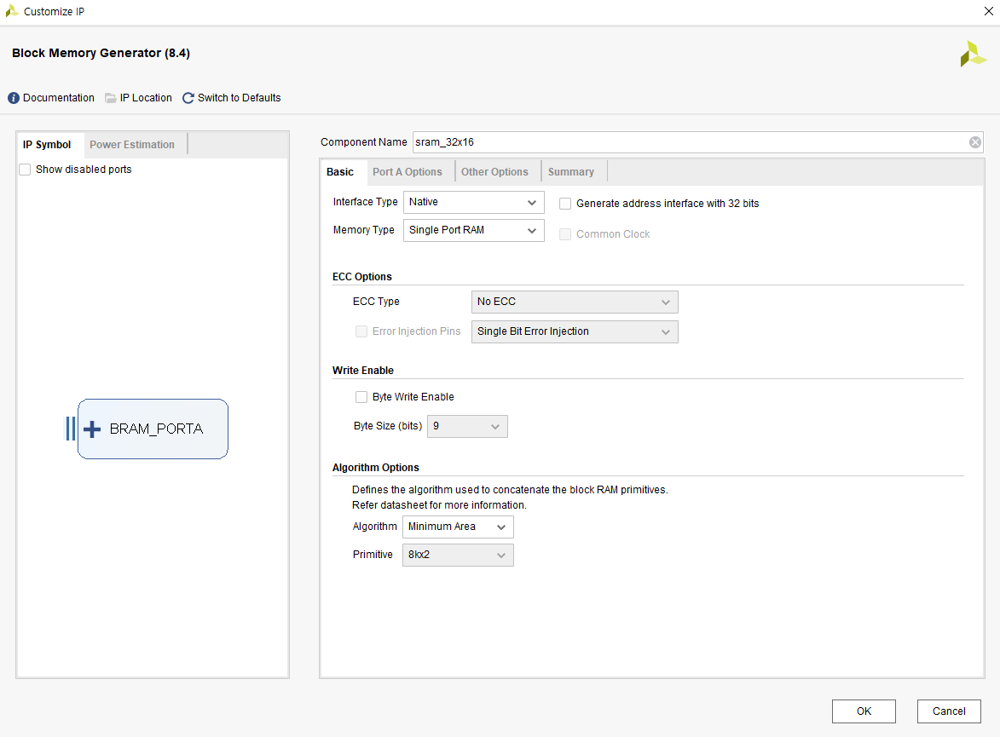 Customize IP
Block Memory Generator (8.4)
Documentation IP Location Switch to Defaults
IP Symbol Power Estimation
Show disabled ports
BRAM_PORTA
Component Name sram_32x16
Basic Port A Options Other Options Summary
Interface Type Native Generate address interface with 32 bits
Memory Type Single Port RAM Common Clock
ECC Options
ECC Type No ECC
Error Injection Pins Single Bit Error Injection
Write Enable
Byte Write Enable
Byte Size (bits) 9
Algorithm Options
Defines the algorithm used to concatenate the block RAM primitives.
Refer datasheet for more information.
Algorithm Minimum Area
Primitive 8kx2
OK Cancel